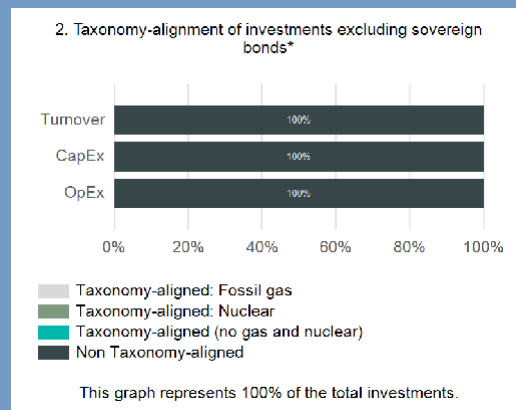 2. Taxonomy-alignment of investments excluding sovereign
bonds*
Turnover
100%
CapEx
100%
OpEx
100%
0% 20% 40% 60% 80% 100%
Taxonomy-aligned: Fossil gas
Taxonomy-aligned: Nuclear
Taxonomy-aligned (no gas and nuclear)
Non Taxonomy-aligned
This graph represents 100% of the total investments.